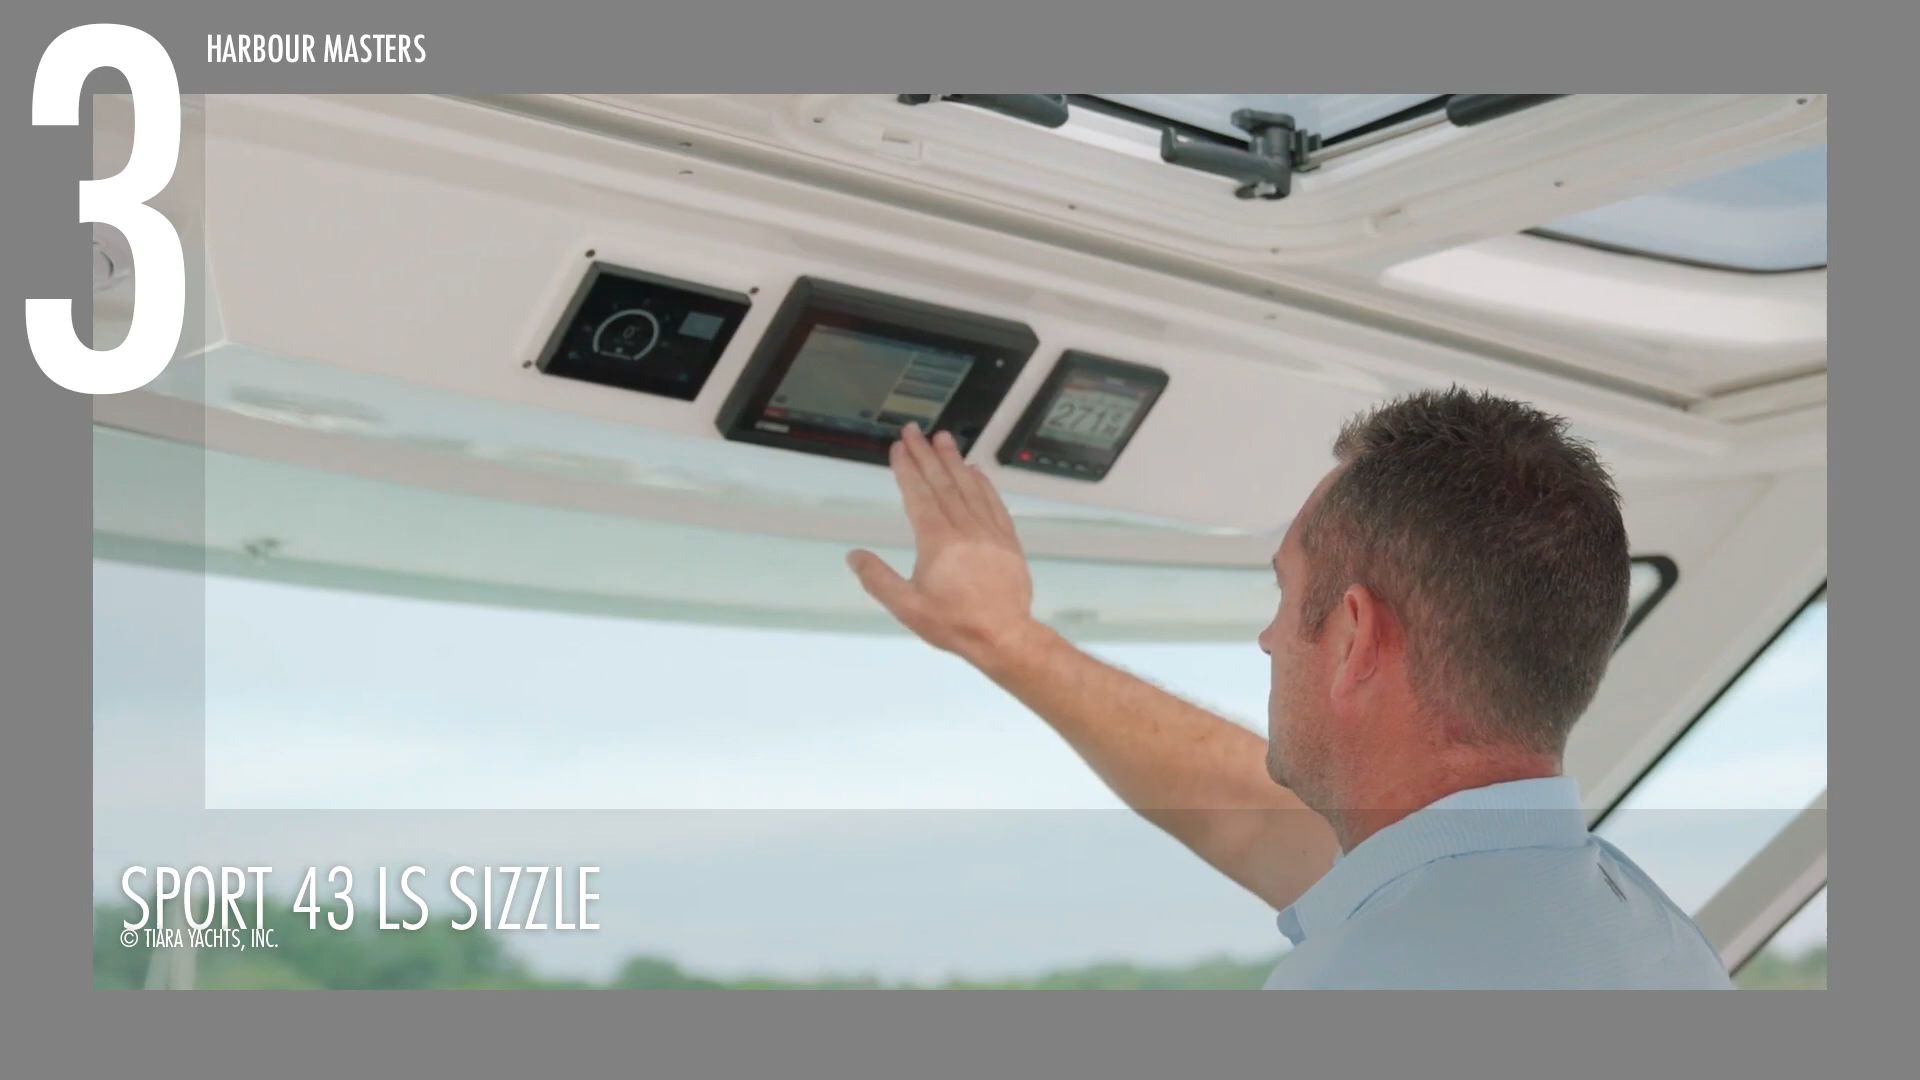 3
HARBOUR MASTERS
271°
SPORT 43 LS SIZZLE
© TIARA YACHTS, INC.